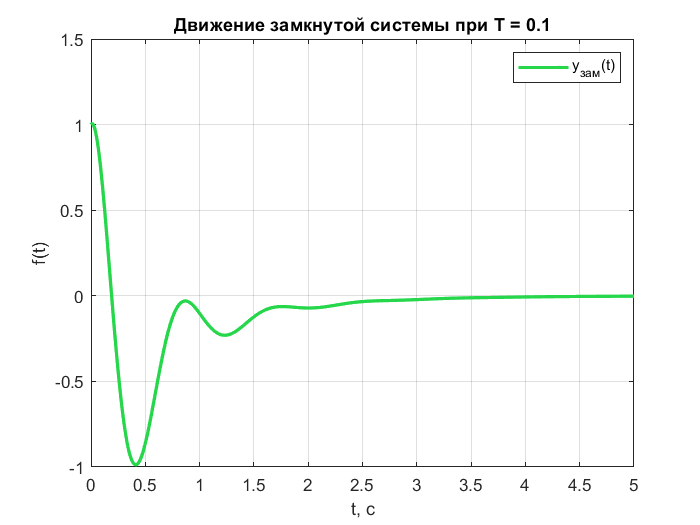 Движение замкнутой системы при T = 0.1
y_зам(t)
f(t)
1.5
1
0.5
0
-0.5
-1
0 0.5 1 1.5 2 2.5 3 3.5 4 4.5 5
t, c